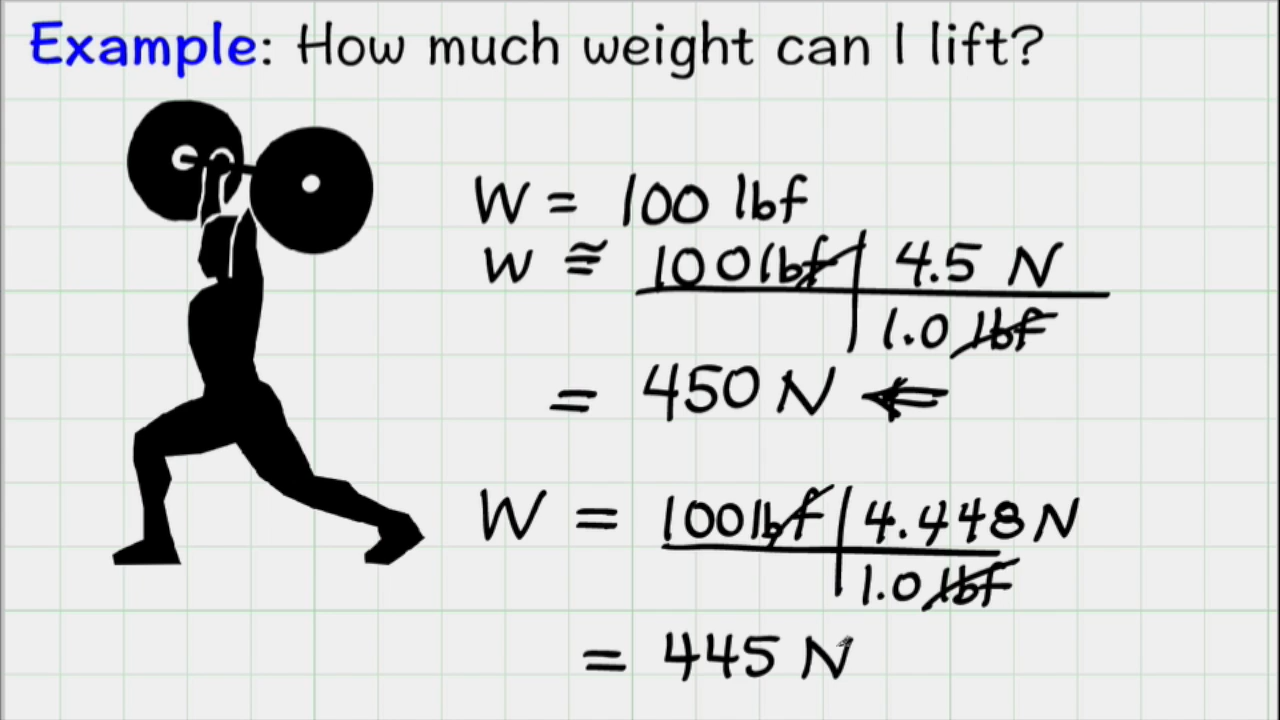 Example: How much weight can I lift?
W = 100 lbf
W ≅ 100 lbf | 4.5 N
1.0 lbf
= 450 N ⇐
W = 100 lbf | 4.448 N
1.0 lbf
= 445 N